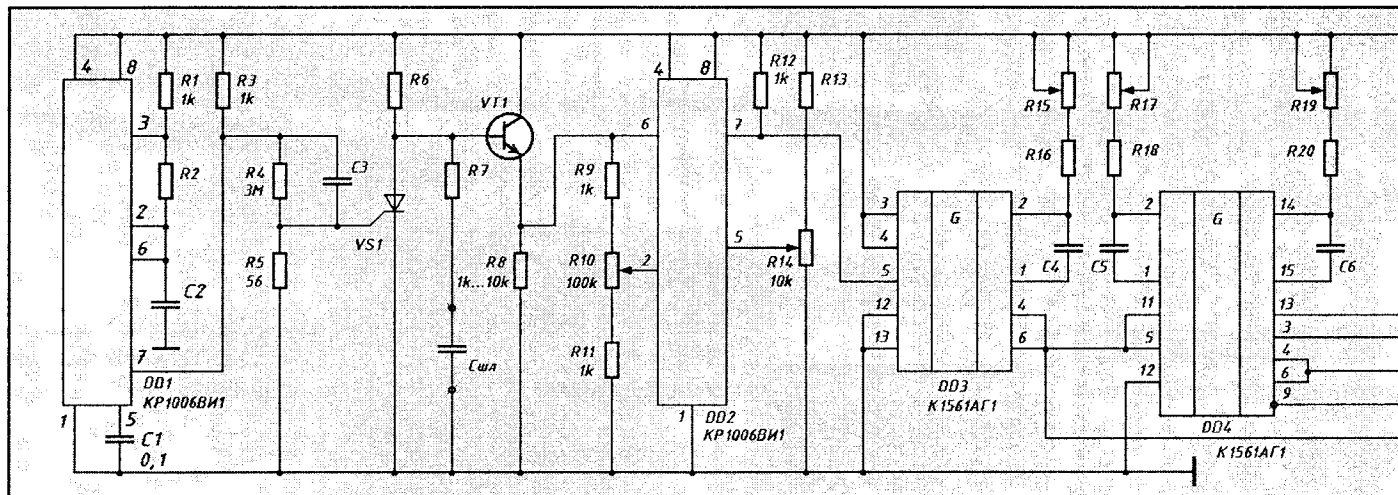 4
8
R1
1k
R3
1k
3
R2
2
6
C2
7
DD1
КР1006ВИ1
1
5
C1
0,1
R4
3M
C3
R5
56
VS1
R6
R7
Cшл
VT1
R8
1k...10k
R9
1k
R10
100k
R11
1k
6
2
4
8
7
5
1
DD2
КР1006ВИ1
R12
1k
R13
R14
10k
3
4
5
12
13
G
2
1
4
6
DD3
К1561АГ1
R15
R16
C4
R17
R18
C5
2
1
11
5
12
G
14
15
13
3
4
6
9
DD4
К1561АГ1
R19
R20
C6